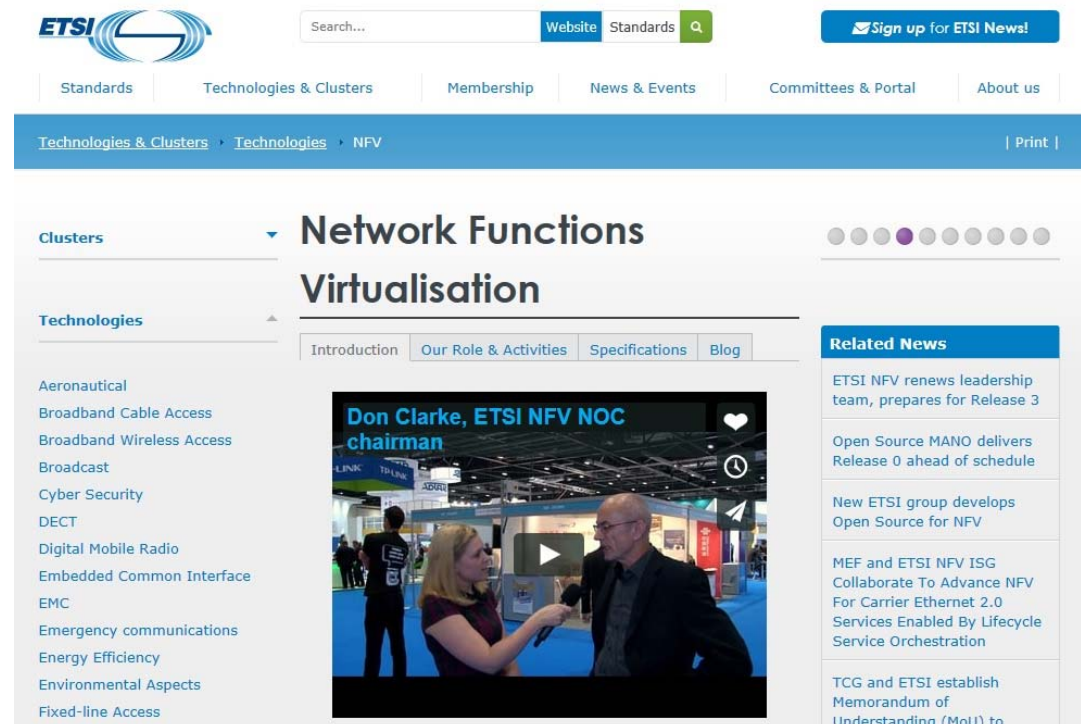 ETSI
Search...
Website
Standards
Sign up for ETSI News!
Standards
Technologies & Clusters
Membership
News & Events
Committees & Portal
About us
Technologies & Clusters
Technologies
NFV
| Print |
Clusters
Technologies
Aeronautical
Broadband Cable Access
Broadband Wireless Access
Broadcast
Cyber Security
DECT
Digital Mobile Radio
Embedded Common Interface
EMC
Emergency communications
Energy Efficiency
Environmental Aspects
Fixed-line Access
Network Functions
Virtualisation
Introduction
Our Role & Activities
Specifications
Blog
Don Clarke, ETSI NFV NOC
chairman
TP-LINK
Related News
ETSI NFV renews leadership
team, prepares for Release 3
Open Source MANO delivers
Release 0 ahead of schedule
New ETSI group develops
Open Source for NFV
MEF and ETSI NFV ISG
Collaborate To Advance NFV
For Carrier Ethernet 2.0
Services Enabled By Lifecycle
Service Orchestration
TCG and ETSI establish
Memorandum of
Understanding (MoU) to